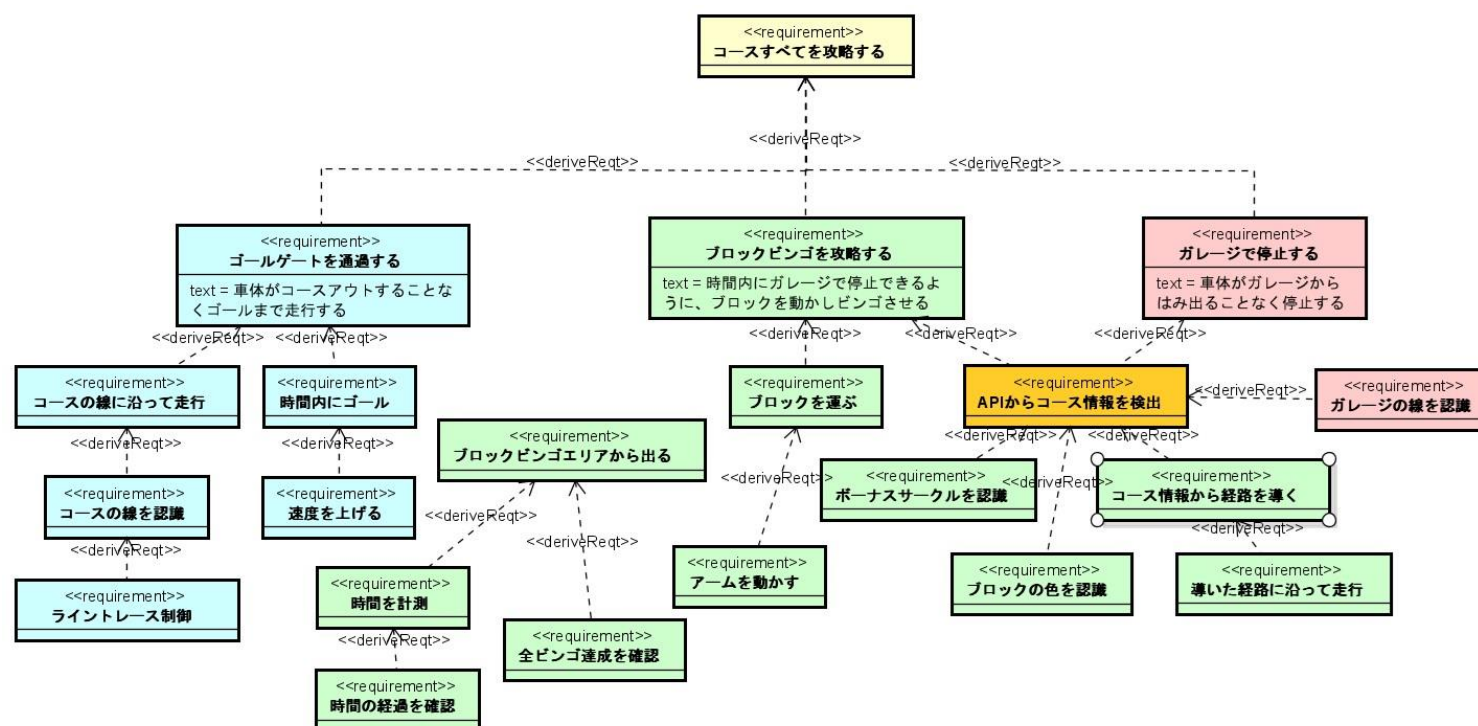 <<requirement>>
コースすべてを攻略する
<<deriveReqt>>
<<deriveReqt>>
<<deriveReqt>>
<<requirement>>
ゴールゲートを通過する
text = 車体がコースアウトすることな
くゴールまで走行する
<<requirement>>
ブロックビンゴを攻略する
text = 時間内にガレージで停止できるよ
うに、ブロックを動かしビンゴさせる
<<requirement>>
ガレージで停止する
text = 車体がガレージから
はみ出ることなく停止する
<<deriveReqt>>
<<deriveReqt>>
<<deriveReqt>>
<<deriveReqt>>
<<deriveReqt>>
<<requirement>>
コースの線に沿って走行
<<requirement>>
時間内にゴール
<<requirement>>
ブロックを運ぶ
<<requirement>>
APIからコース情報を検出
<<deriveReqt>>
<<requirement>>
ガレージの線を認識
<<deriveReqt>>
<<deriveReqt>>
<<requirement>>
ブロックビンゴエリアから出る
<<deriveReqt>>
<<deriveReqt>>
<<deriveReqt>>
<<deriveReqt>>
<<requirement>>
コースの線を認識
<<requirement>>
速度を上げる
<<requirement>>
ボーナスサークルを認識
<<requirement>>
コース情報から経路を導く
<<deriveReqt>>
<<deriveReqt>>
<<deriveReqt>>
<<deriveReqt>>
<<requirement>>
ライントレース制御
<<requirement>>
時間を計測
<<requirement>>
アームを動かす
<<requirement>>
ブロックの色を認識
<<requirement>>
導いた経路に沿って走行
<<deriveReqt>>
<<requirement>>
全ビンゴ達成を確認
<<requirement>>
時間の経過を確認